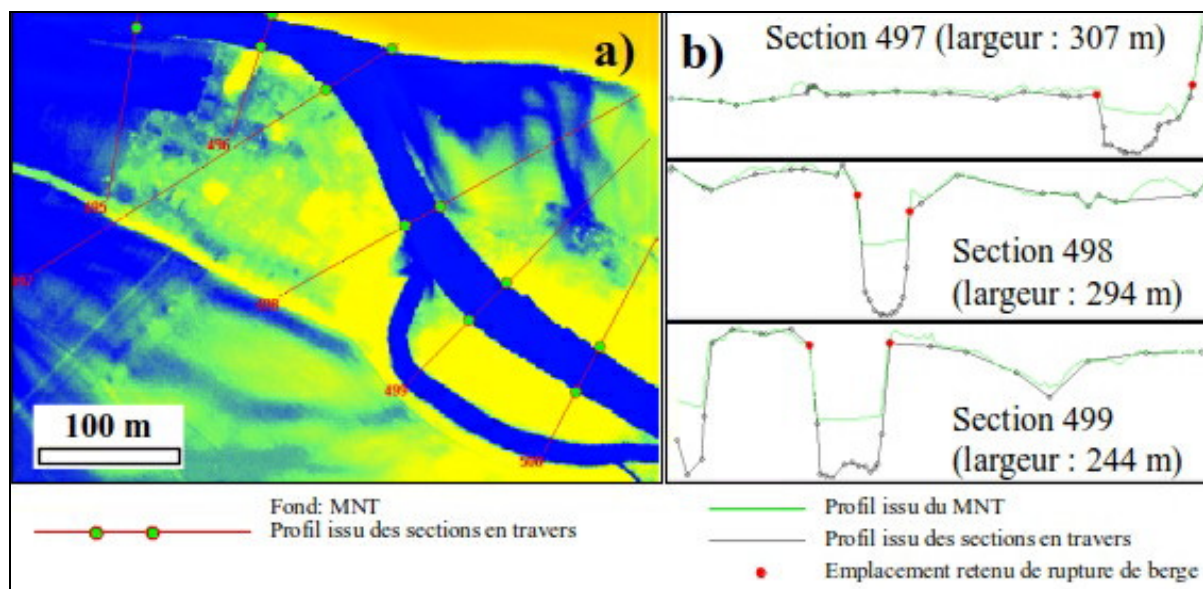 a)
496
495
497
498
499
500
100 m
b)
Section 497 (largeur : 307 m)
Section 498
(largeur : 294 m)
Section 499
(largeur : 244 m)
Fond: MNT
Profil issu des sections en travers
Profil issu du MNT
Profil issu des sections en travers
Emplacement retenu de rupture de berge